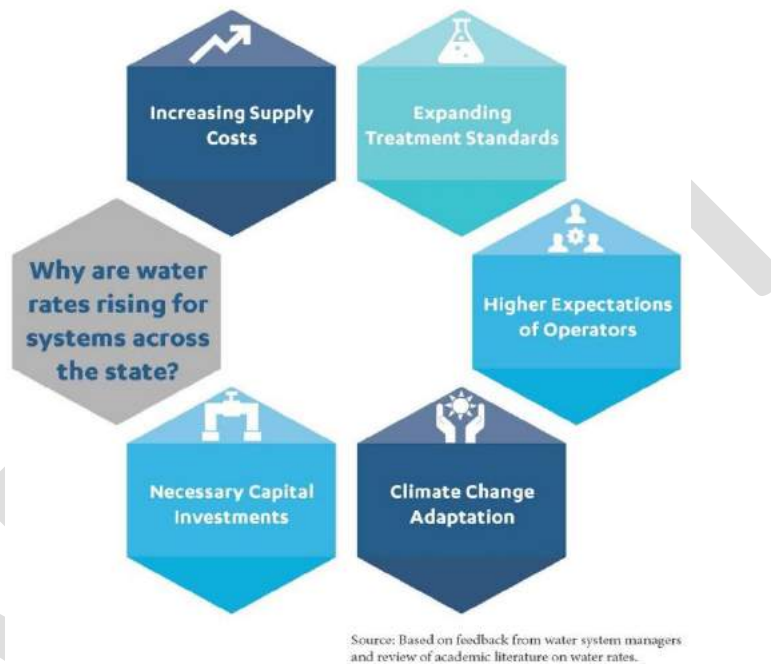 Increasing Supply
Costs
Expanding
Treatment Standards
Why are water
rates rising for
systems across
the state?
Higher Expectations
of Operators
Necessary Capital
Investments
Climate Change
Adaptation
Source: Based on feedback from water system managers
and review of academic literature on water rates.